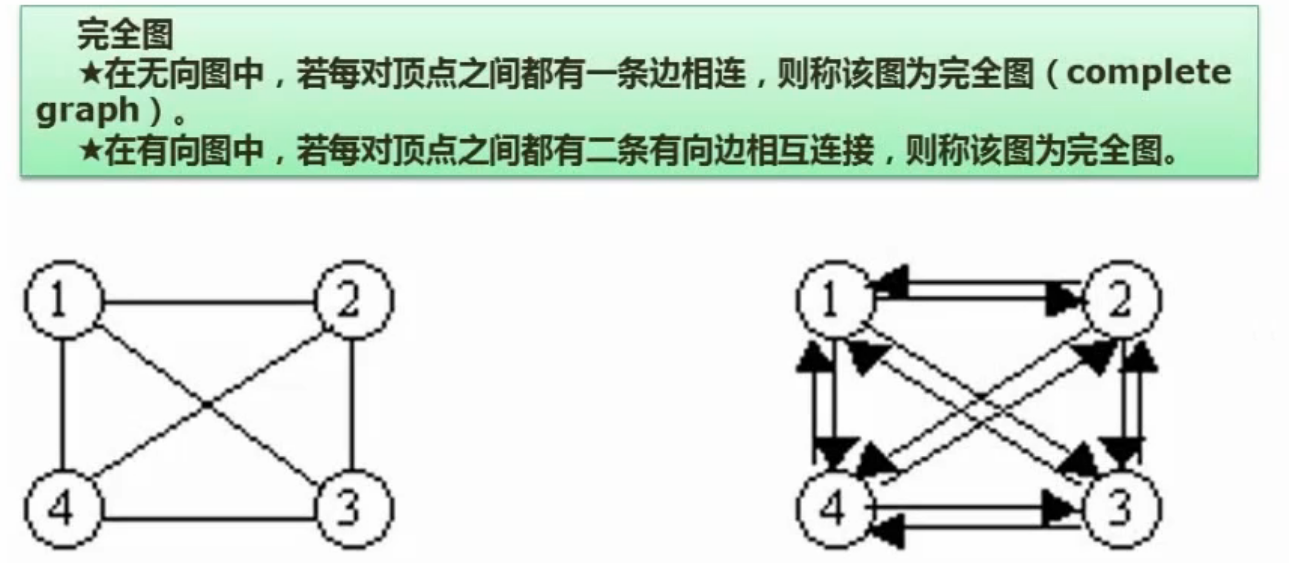 完全图
★在无向图中，若每对顶点之间都有一条边相连，则称该图为完全图（complete
graph）。
★在有向图中，若每对顶点之间都有二条有向边相互连接，则称该图为完全图。
1 2 1 2
4 3 4 3